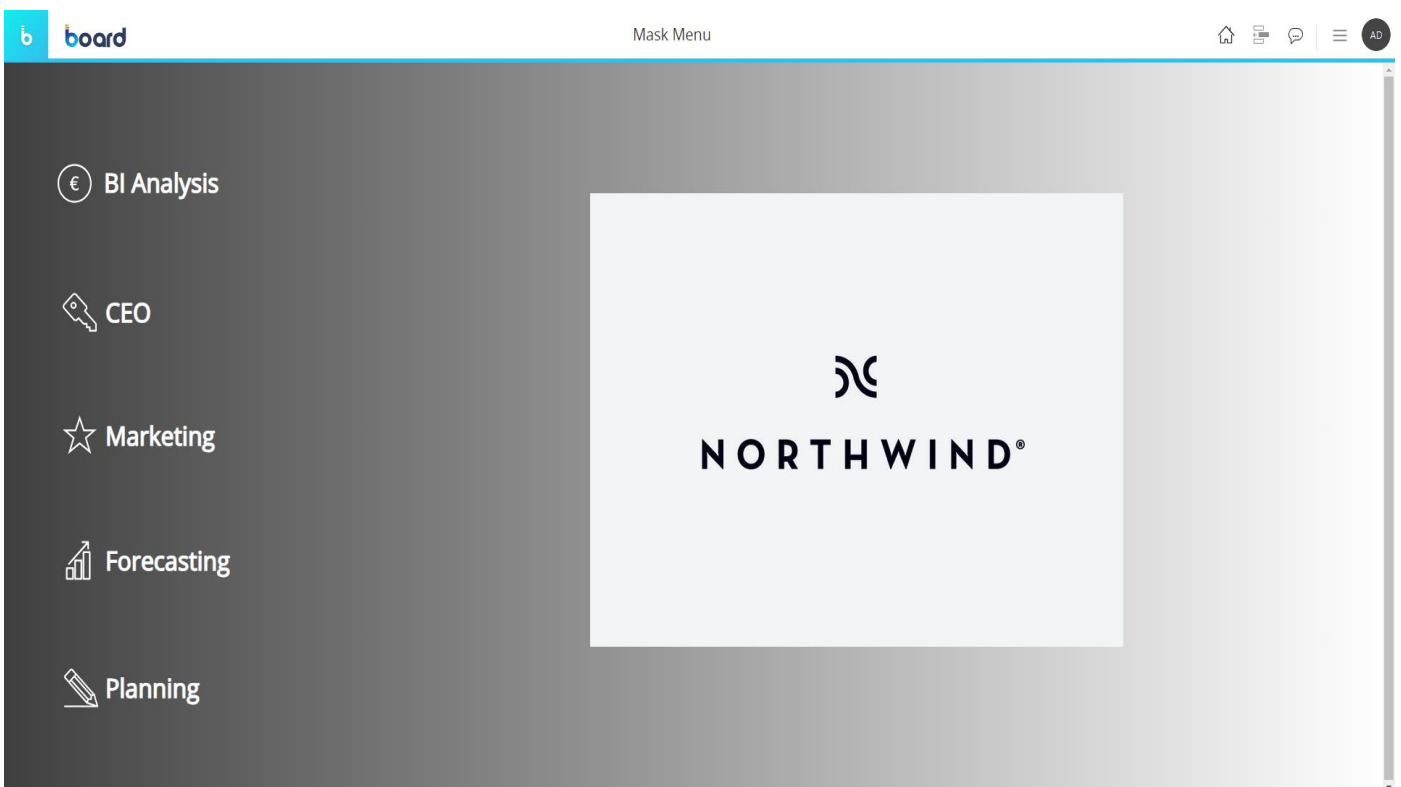 b board
Mask Menu
AD
€ BI Analysis
CEO
Marketing
Forecasting
Planning
NORTHWIND®